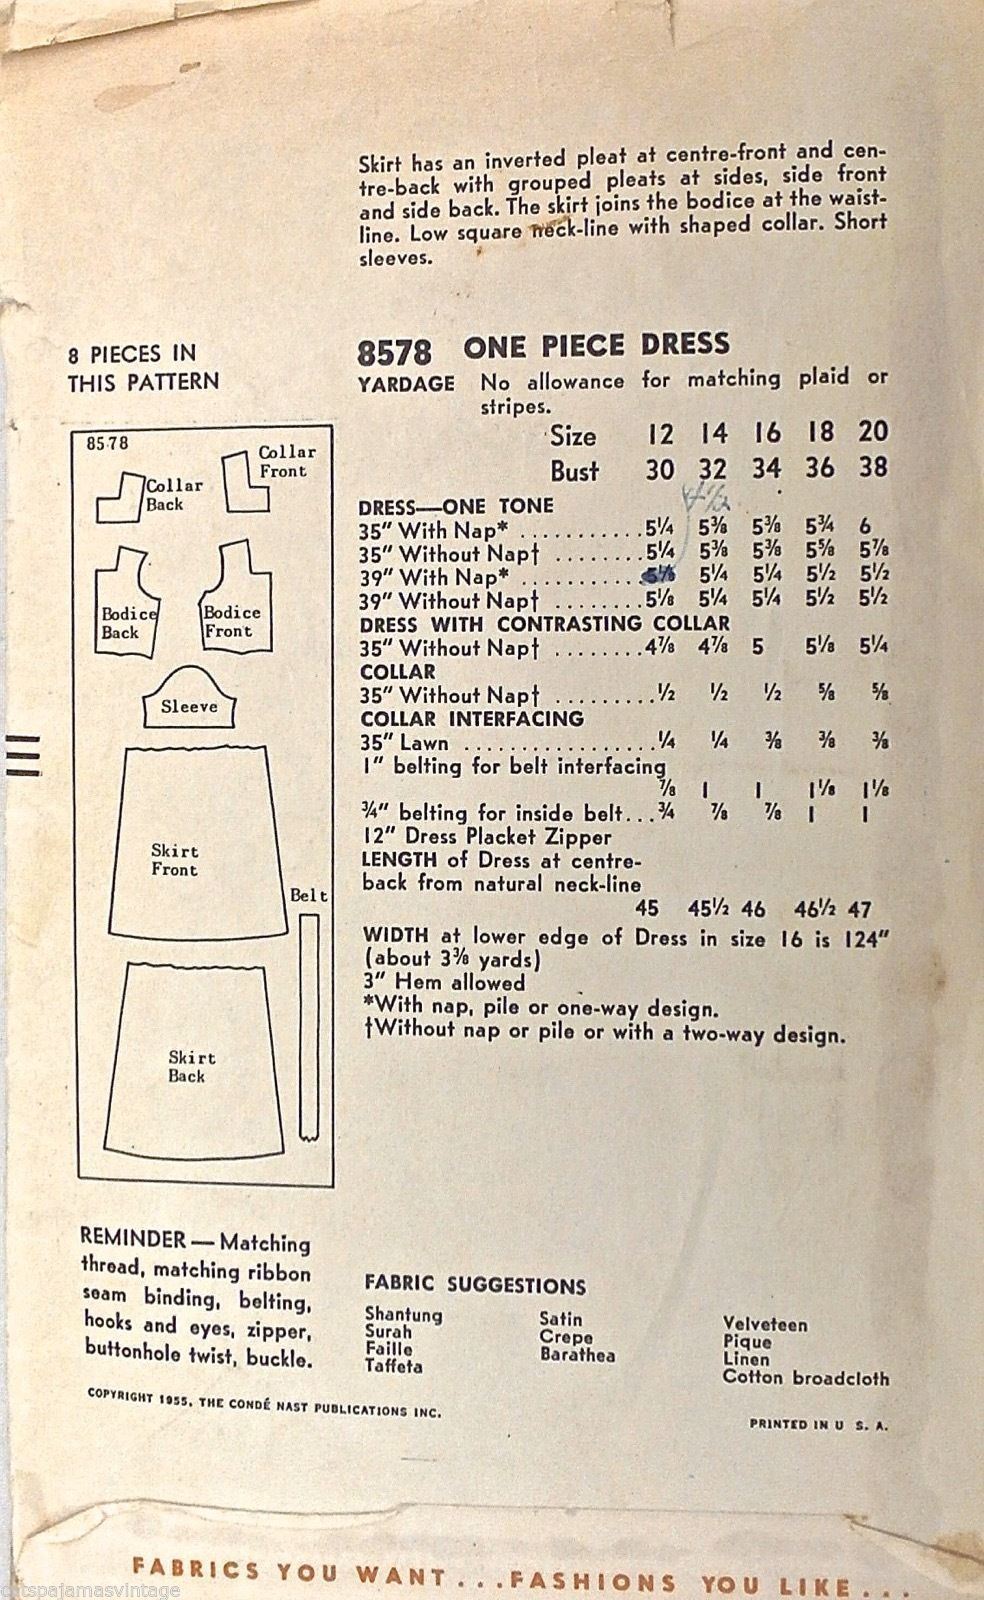 Skirt has an inverted pleat at centre-front and cen-
tre-back with grouped pleats at sides, side front
and side back. The skirt joins the bodice at the waist-
line. Low square neck-line with shaped collar. Short
sleeves.
8 PIECES IN
THIS PATTERN
8578
Collar
Back
Collar
Front
Bodice
Back
Bodice
Front
Sleeve
Skirt
Front
Belt
Skirt
Back
8578 ONE PIECE DRESS
YARDAGE No allowance for matching plaid or
stripes.
Size 12 14 16 18 20
Bust 30 32 34 36 38
4½
DRESS—ONE TONE
35" With Nap* ...........5¼ 5⅜ 5⅜ 5¾ 6
35" Without Nap† ........5¼ 5⅜ 5⅜ 5⅝ 5⅞
39" With Nap* ..........5⅛ 5¼ 5¼ 5½ 5½
39" Without Nap† ........5⅛ 5¼ 5¼ 5½ 5½
DRESS WITH CONTRASTING COLLAR
35" Without Nap† ........4⅞ 4⅞ 5 5⅛ 5¼
COLLAR
35" Without Nap† .........½ ½ ½ ⅝ ⅝
COLLAR INTERFACING
35" Lawn .................¼ ¼ ⅜ ⅜ ⅜
1" belting for belt interfacing
⅞ 1 1 1⅛ 1⅛
¾" belting for inside belt...¾ ⅞ ⅞ 1 1
12" Dress Placket Zipper
LENGTH of Dress at centre-
back from natural neck-line
45 45½ 46 46½ 47
WIDTH at lower edge of Dress in size 16 is 124"
(about 3⅜ yards)
3" Hem allowed
*With nap, pile or one-way design.
†Without nap or pile or with a two-way design.
REMINDER — Matching
thread, matching ribbon
seam binding, belting,
hooks and eyes, zipper,
buttonhole twist, buckle.
FABRIC SUGGESTIONS
Shantung Satin Velveteen
Surah Crepe Pique
Faille Barathea Linen
Taffeta Cotton broadcloth
COPYRIGHT 1955, THE CONDÉ NAST PUBLICATIONS INC.
PRINTED IN U S. A.
FABRICS YOU WANT...FASHIONS YOU LIKE...
catspajamasvintage